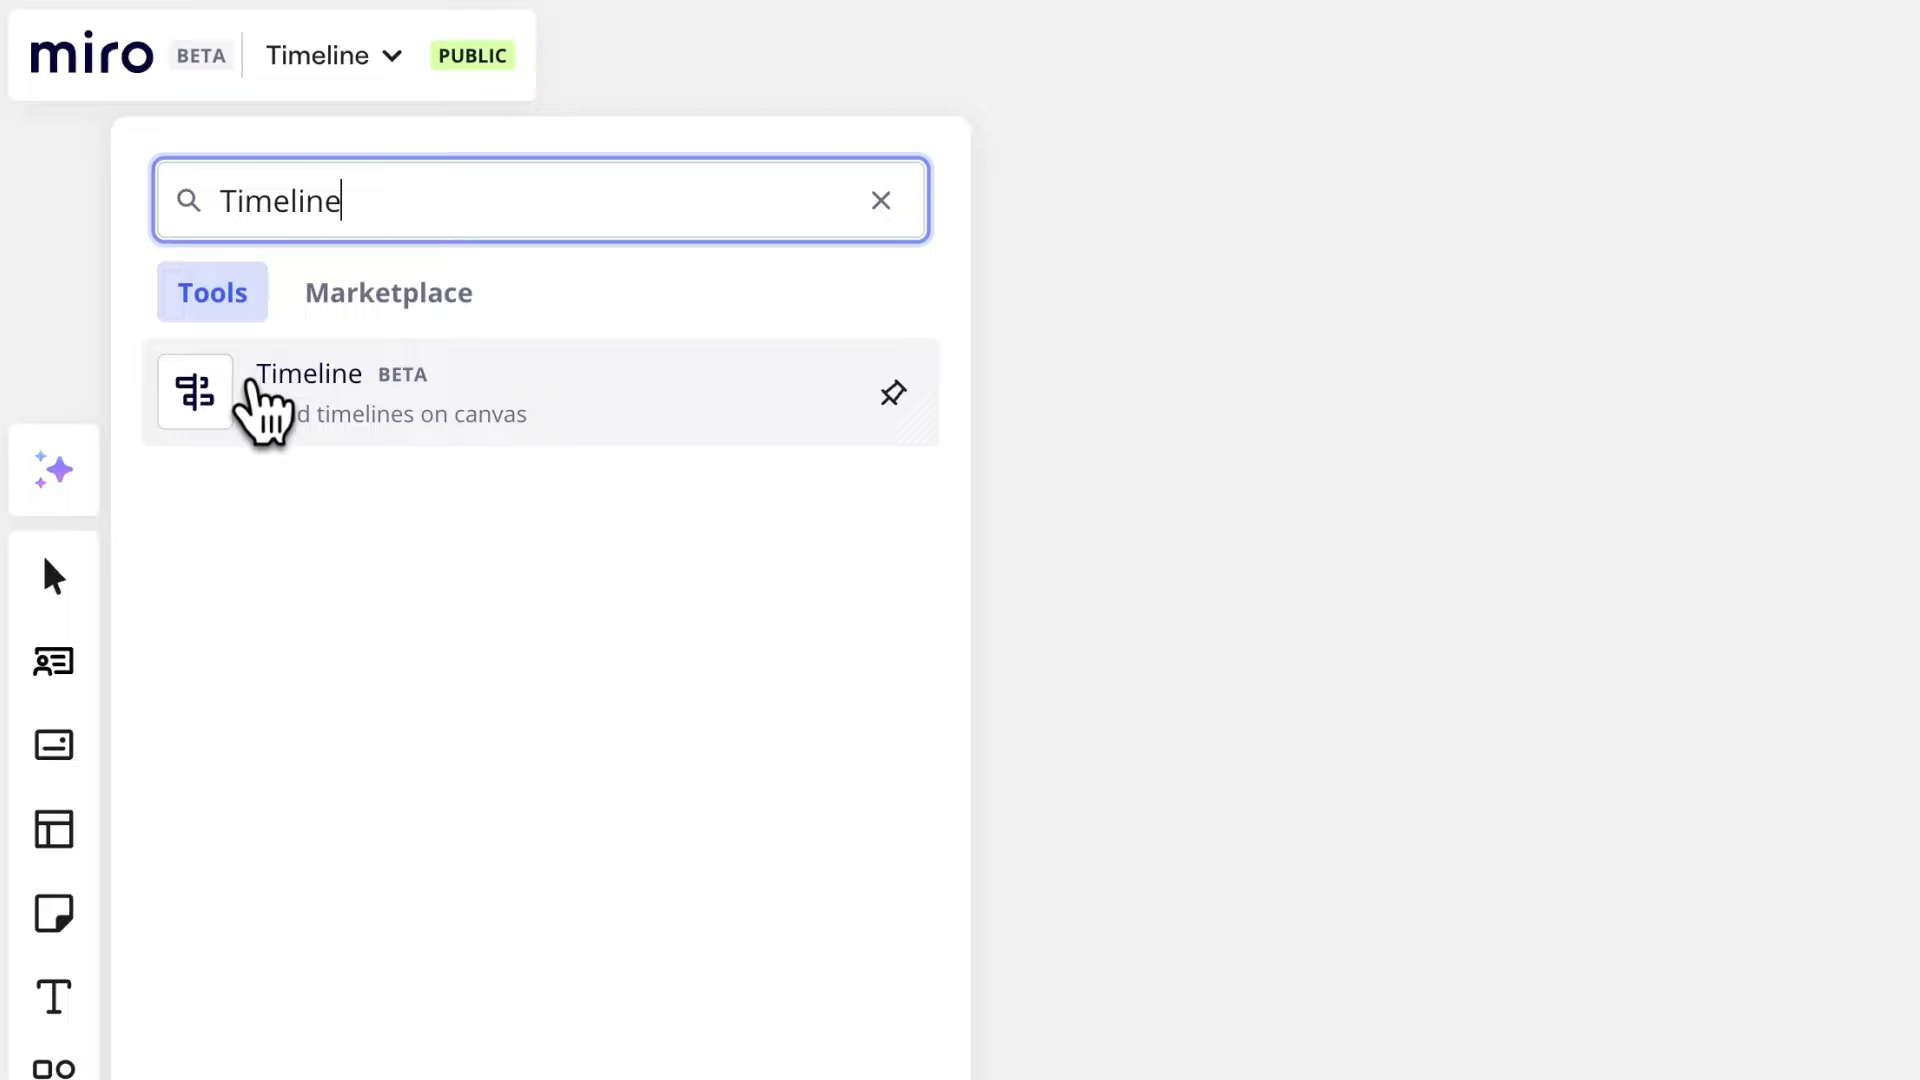 miro BETA Timeline PUBLIC
Timeline
Tools Marketplace
Timeline BETA
timelines on canvas
T